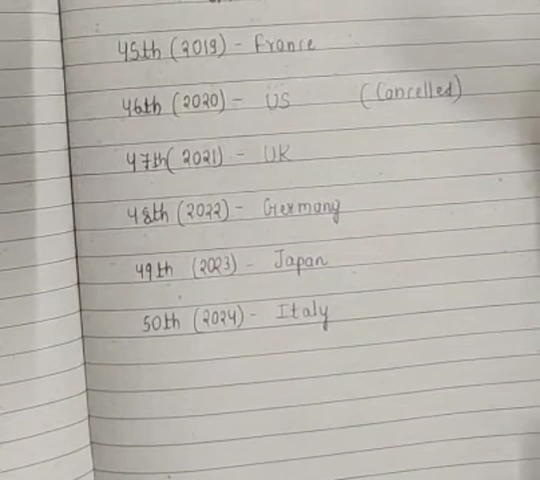 45th (2019) - France
46th (2020) - US (Cancelled)
47th (2021) - UK
48th (2022) - Germany
49th (2023) - Japan
50th (2024) - Italy